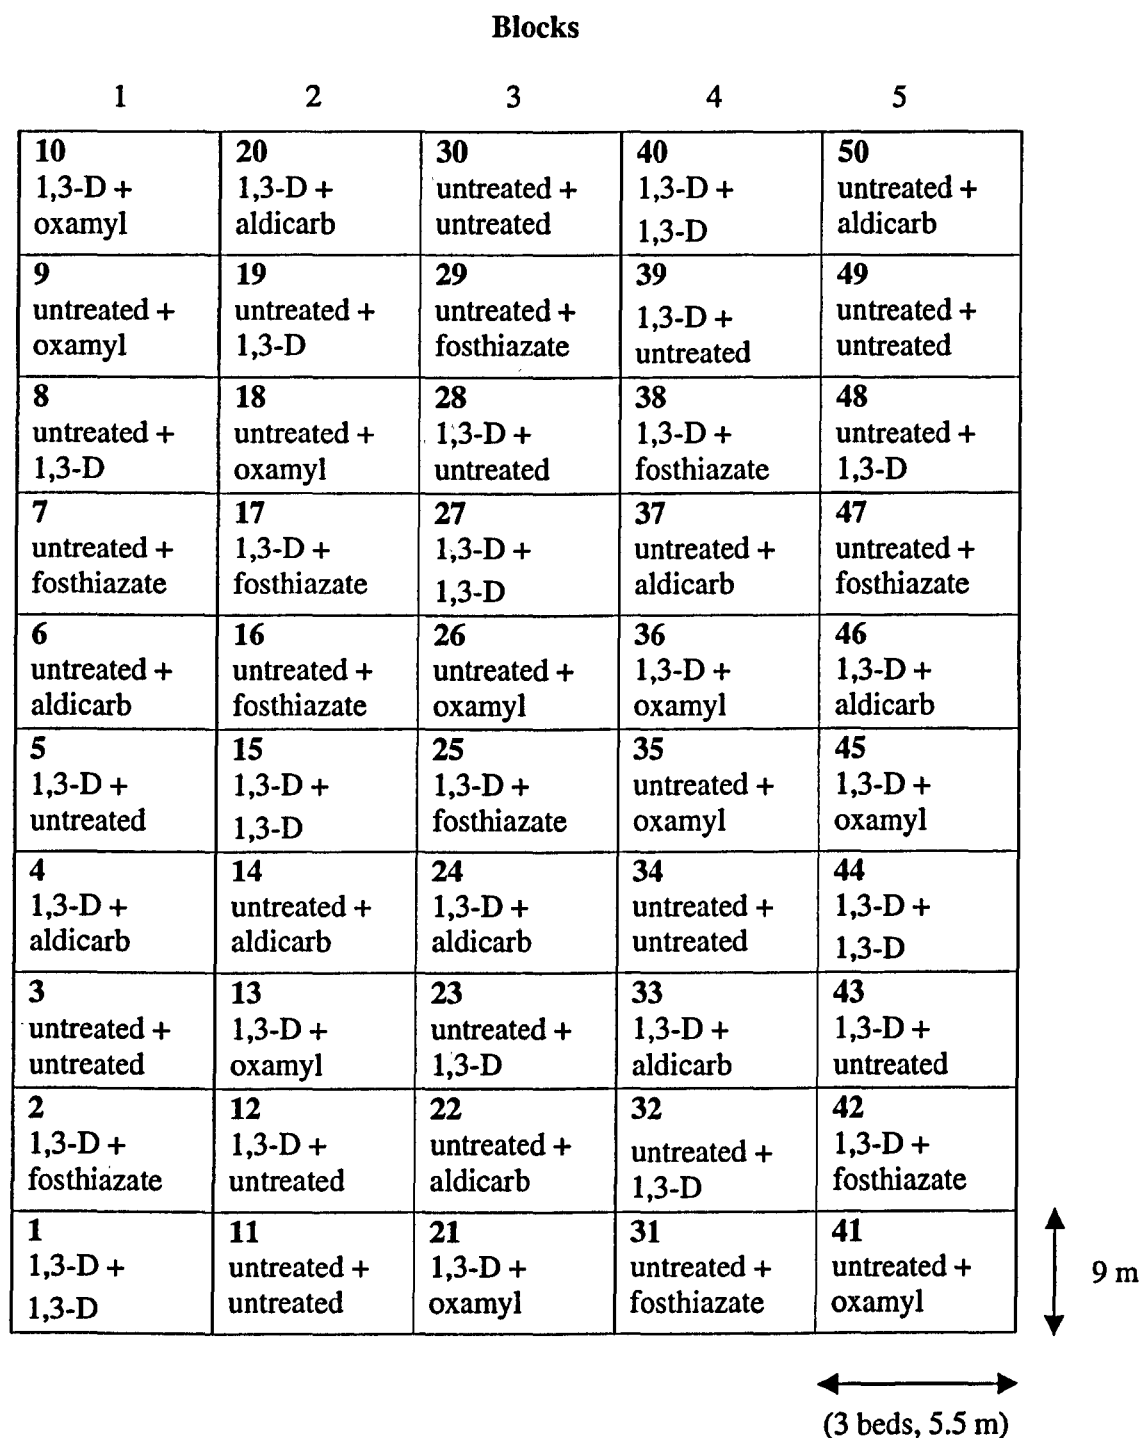 Blocks
1 2 3 4 5
10 20 30 40 50
1,3-D + 1,3-D + untreated + 1,3-D + untreated +
oxamyl aldicarb untreated 1,3-D aldicarb
9 19 29 39 49
untreated + untreated + untreated + 1,3-D + untreated +
oxamyl 1,3-D fosthiazate untreated untreated
8 18 28 38 48
untreated + untreated + 1,3-D + 1,3-D + untreated +
1,3-D oxamyl untreated fosthiazate 1,3-D
7 17 27 37 47
untreated + 1,3-D + 1,3-D + untreated + untreated +
fosthiazate fosthiazate 1,3-D aldicarb fosthiazate
6 16 26 36 46
untreated + untreated + untreated + 1,3-D + 1,3-D +
aldicarb fosthiazate oxamyl oxamyl aldicarb
5 15 25 35 45
1,3-D + 1,3-D + 1,3-D + untreated + 1,3-D +
untreated 1,3-D fosthiazate oxamyl oxamyl
4 14 24 34 44
1,3-D + untreated + 1,3-D + untreated + 1,3-D +
aldicarb aldicarb aldicarb untreated 1,3-D
3 13 23 33 43
untreated + 1,3-D + untreated + 1,3-D + 1,3-D +
untreated oxamyl 1,3-D aldicarb untreated
2 12 22 32 42
1,3-D + 1,3-D + untreated + untreated + 1,3-D +
fosthiazate untreated aldicarb 1,3-D fosthiazate
1 11 21 31 41
1,3-D + untreated + 1,3-D + untreated + untreated +
1,3-D untreated oxamyl fosthiazate oxamyl
9 m
(3 beds, 5.5 m)